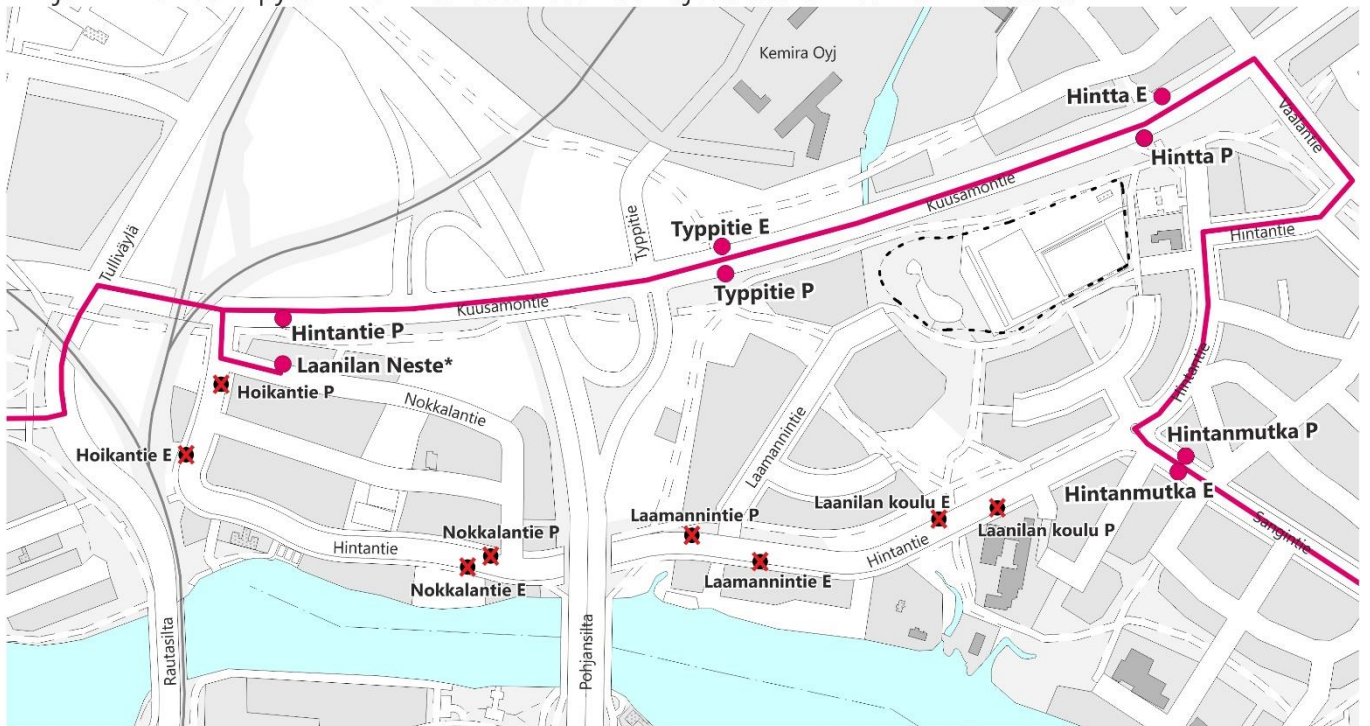 Kemira Oyj
Hintta E
Hintta P
Vaalantie
Kuusamontie
Typpitie
Typpitie E
Typpitie P
Hintantie
Tulliväylä
Kuusamontie
Hintantie P
Laanilan Neste*
Hoikantie P
Nokkalantie
Hintantie
Hoikantie E
Laamannintie
Hintanmutka P
Hintanmutka E
Laanilan koulu E
Laanilan koulu P
Laamannintie P
Nokkalantie P
Hintantie
Hintantie
Sangintie
Laamannintie E
Nokkalantie E
Rautasilta
Pohjansilta